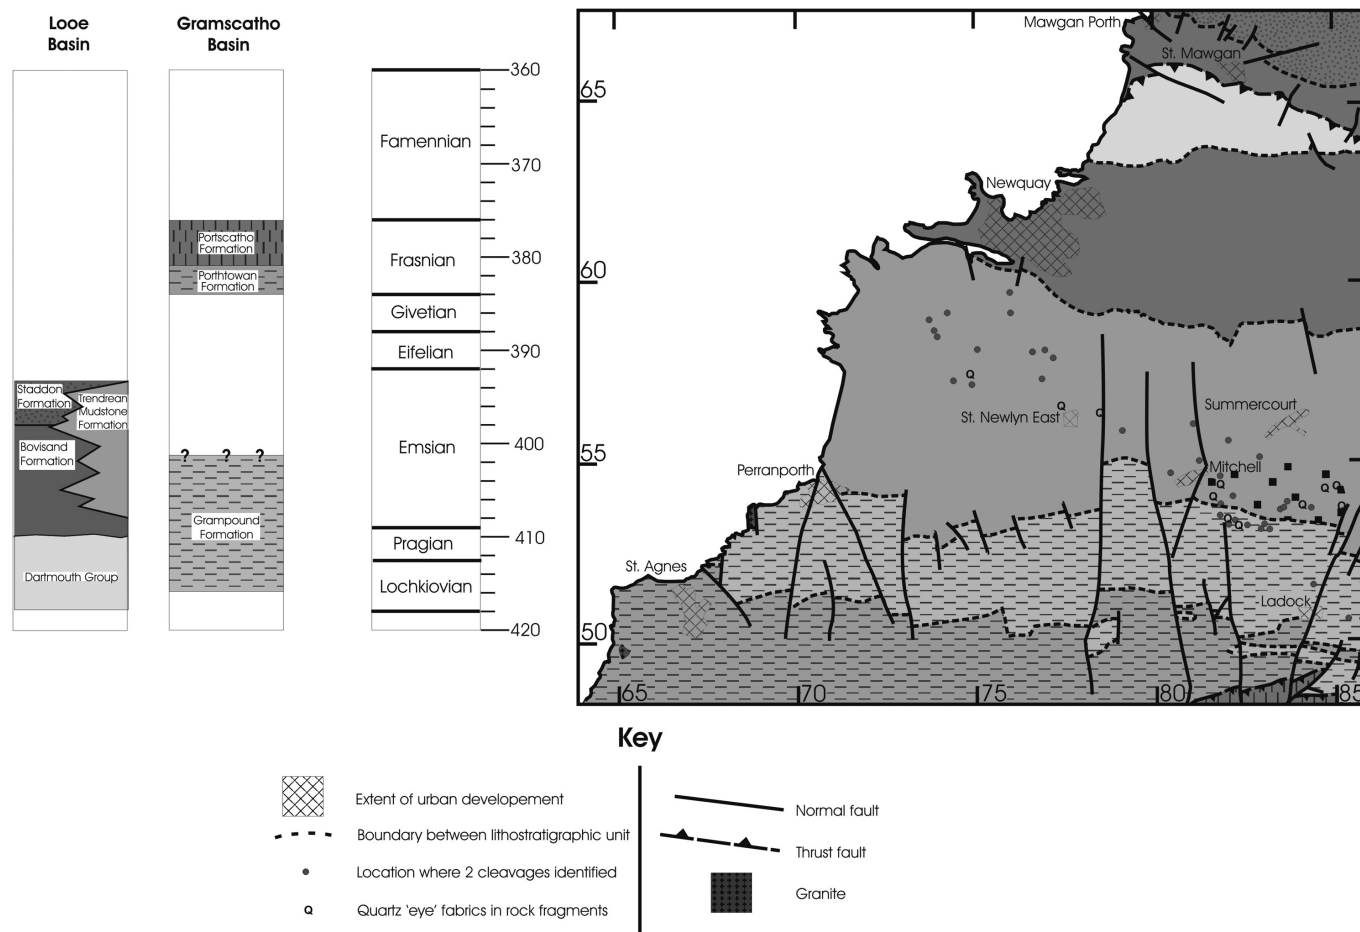 Looe
Basin
Gramscatho
Basin
Staddon
Formation
Trendrean
Mudstone
Formation
Bovisand
Formation
Dartmouth Group
Portscatho
Formation
Porthtowan
Formation
? ? ?
Grampound
Formation
Famennian
Frasnian
Givetian
Eifelian
Emsian
Pragian
Lochkiovian
360
370
380
390
400
410
420
Mawgan Porth
St. Mawgan
65
Newquay
60
Q
St. Newlyn East
Q
Q
Summercourt
55
Perranporth
Mitchell
Q
Q
Q
Q
Q
Q
Q
Q
St. Agnes
Ladock
50
65
70
75
80
85
Key
Extent of urban developement
Boundary between lithostratigraphic unit
Location where 2 cleavages identified
Q
Quartz 'eye' fabrics in rock fragments
Normal fault
Thrust fault
Granite